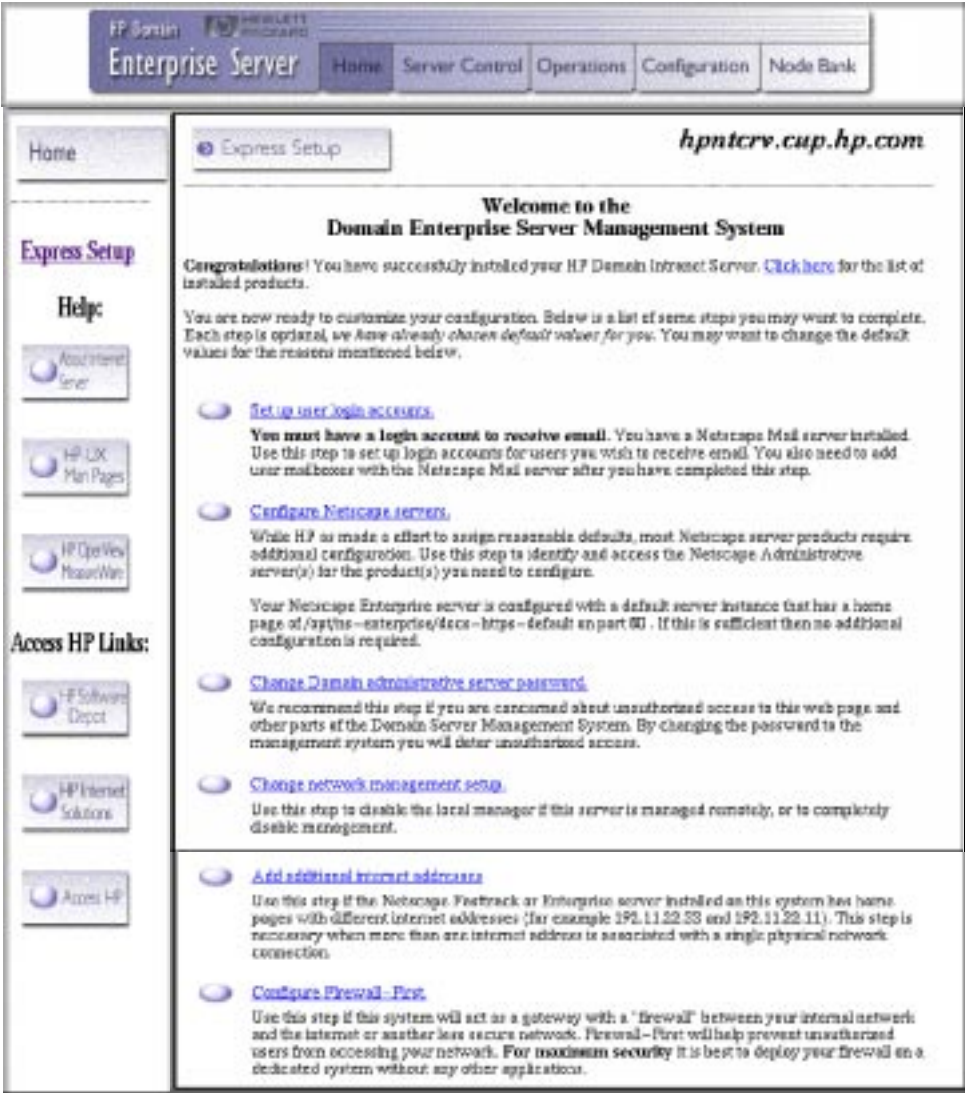 HP Domain
HEWLETT
PACKARD
Enterprise Server
Home
Server Control
Operations
Configuration
Node Bank
Home
Express Setup
Help:
About Internet
Server
HP-UX
Man Pages
HP OpenView
MeasureWare
Access HP Links:
HP Software
Depot
HP Internet
Solutions
Access HP
Express Setup
hpntcrv.cup.hp.com
Welcome to the
Domain Enterprise Server Management System
Congratulations! You have successfully installed your HP Domain Intranet Server. Click here for the list of
installed products.
You are now ready to customize your configuration. Below is a list of some steps you may want to complete.
Each step is optional, we have already chosen default values for you. You may want to change the default
values for the reasons mentioned below.
Set up user login accounts.
You must have a login account to receive email. You have a Netscape Mail server installed.
Use this step to set up login accounts for users you wish to receive email. You also need to add
user mailboxes with the Netscape Mail server after you have completed this step.
Configure Netscape servers.
While HP as made a effort to assign reasonable defaults, most Netscape server products require
additional configuration. Use this step to identify and access the Netscape Administrative
server(s) for the product(s) you need to configure.
Your Netscape Enterprise server is configured with a default server instance that has a home
page of /opt/ns-enterprise/docs-https-default on port 80 . If this is sufficient then no additional
configuration is required.
Change Domain administrative server password.
We recommend this step if you are concerned about unauthorized access to this web page and
other parts of the Domain Server Management System. By changing the password to the
management system you will deter unauthorized access.
Change network management setup.
Use this step to disable the local manager if this server is managed remotely, or to completely
disable management.
Add additional internet addresses
Use this step if the Netscape Fasttrack or Enterprise server installed on this system has home
pages with different internet addresses (for example 192.11.22.33 and 192.11.22.11). This step is
necessary when more than one internet address is associated with a single physical network
connection.
Configure Firewall-First.
Use this step if this system will act as a gateway with a "firewall" between your internal network
and the internet or another less secure network. Firewall-First will help prevent unauthorized
users from accessing your network. For maximum security it is best to deploy your firewall on a
dedicated system without any other applications.